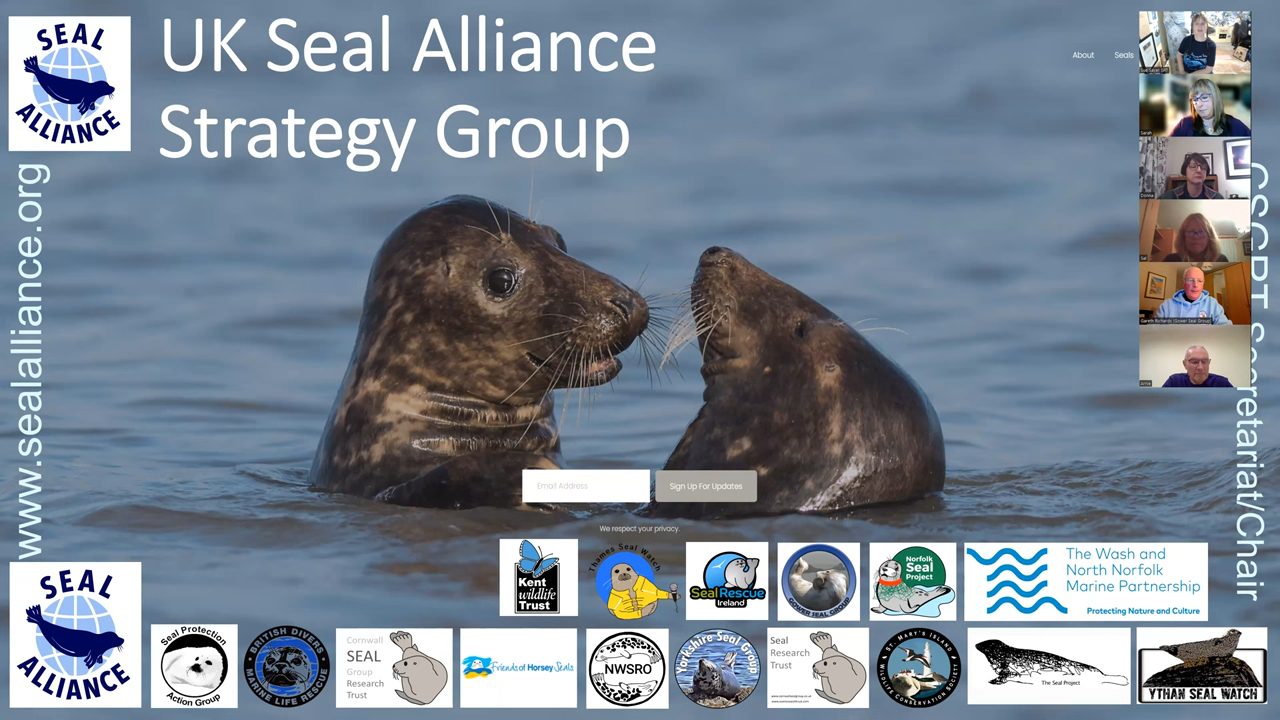 SEAL
ALLIANCE
UK Seal Alliance
Strategy Group
About
Seals
www.sealalliance.org
Sarah
Donna
Sal
Gareth Richards (Gower Seal Group)
CSGRT Secretariat/Chair
Email Address
Sign Up For Updates
We respect your privacy.
Kent
wildlife
Trust
Thames Seal Watch
SealRescue
Ireland
GOWER SEAL GROUP
Norfolk
Seal
Project
The Wash and
North Norfolk
Marine Partnership
Protecting Nature and Culture
SEAL
ALLIANCE
Seal Protection
Action Group
BRITISH DIVERS
MARINE LIFE RESCUE
Cornwall
SEAL
Group
Research
Trust
Friends of Horsey Seals
NWSRO
Yorkshire Seal Group
Seal
Research
Trust
ST MARY'S ISLAND
WILDLIFE CONSERVATION SOCIETY
The Seal Project
YTHAN SEAL WATCH